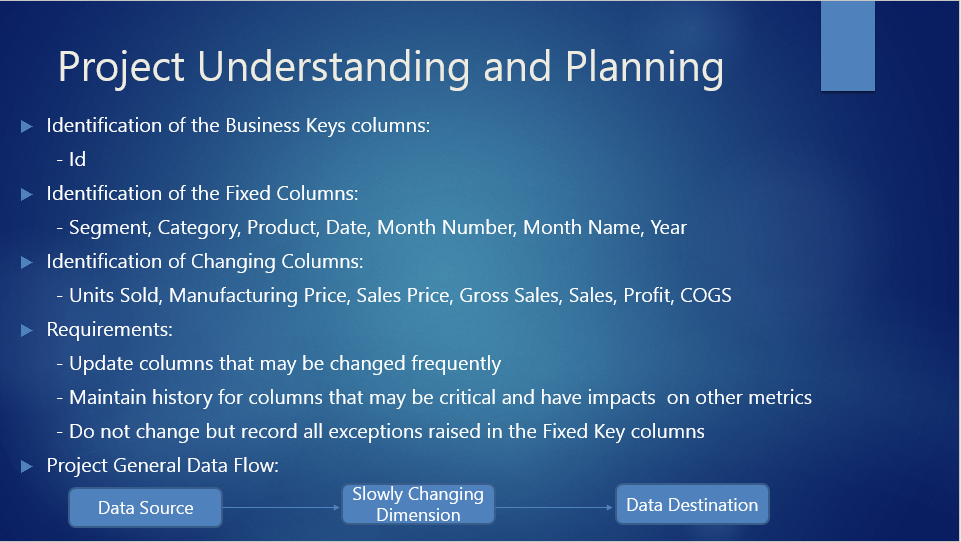 Project Understanding and Planning
Identification of the Business Keys columns:
- Id
Identification of the Fixed Columns:
- Segment, Category, Product, Date, Month Number, Month Name, Year
Identification of Changing Columns:
- Units Sold, Manufacturing Price, Sales Price, Gross Sales, Sales, Profit, COGS
Requirements:
- Update columns that may be changed frequently
- Maintain history for columns that may be critical and have impacts  on other metrics
- Do not change but record all exceptions raised in the Fixed Key columns
Project General Data Flow:
Data Source
Slowly Changing
Dimension
Data Destination